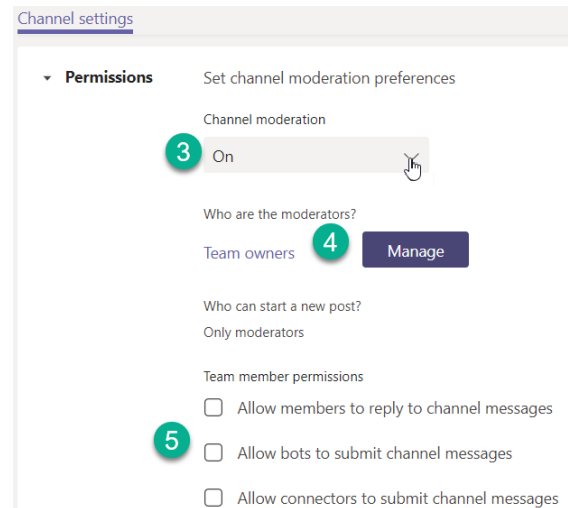 Channel settings
Permissions
Set channel moderation preferences
Channel moderation
3
On
Who are the moderators?
Team owners
4
Manage
Who can start a new post?
Only moderators
Team member permissions
Allow members to reply to channel messages
5
Allow bots to submit channel messages
Allow connectors to submit channel messages